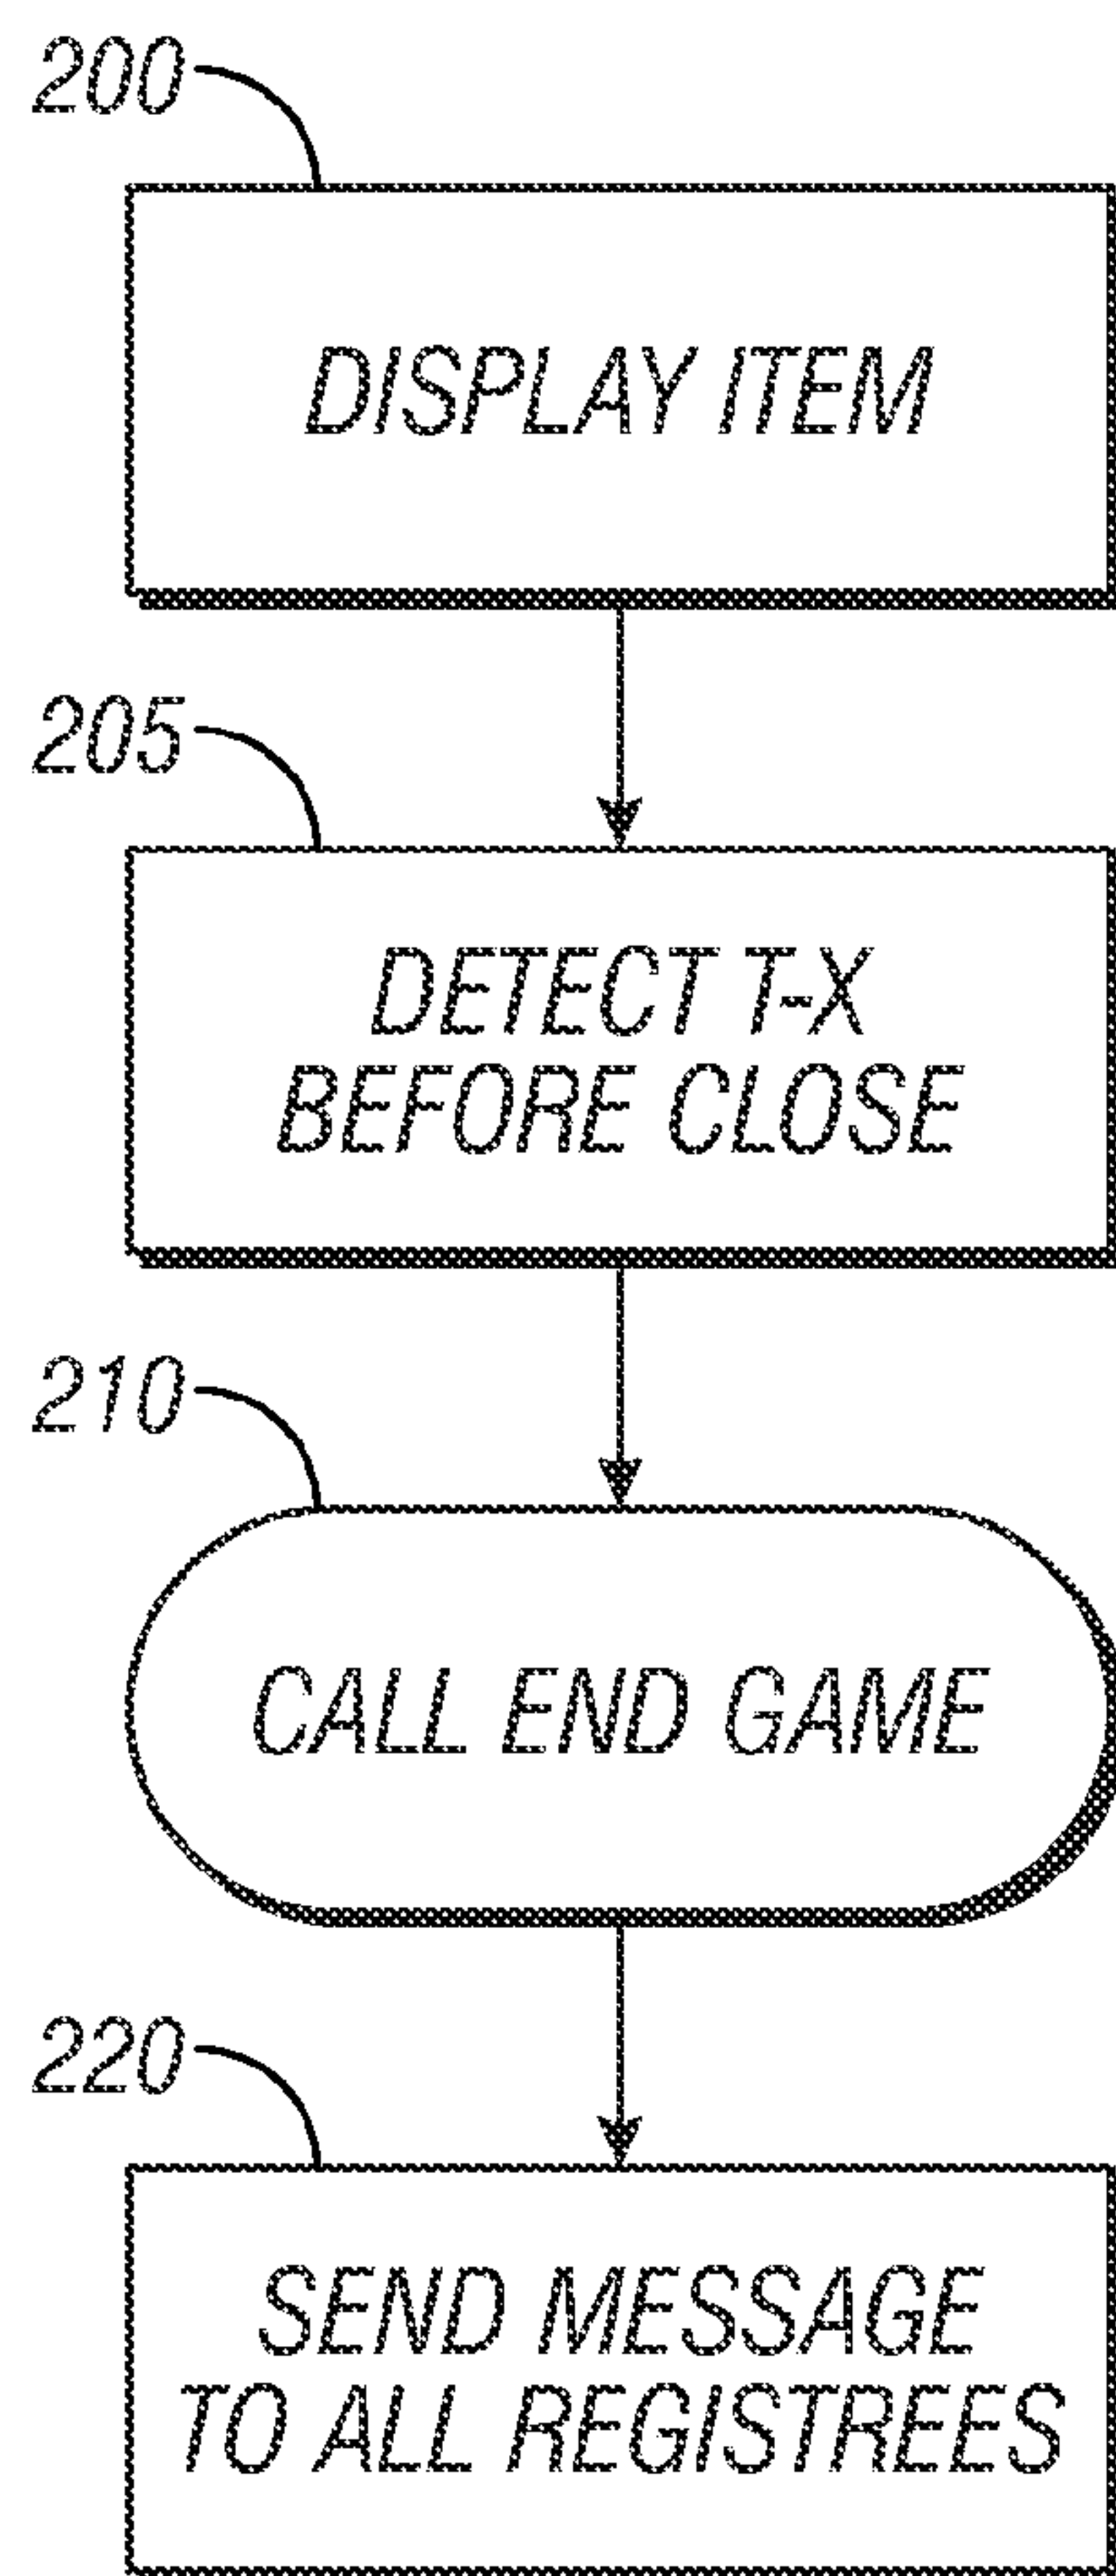 200
DISPLAY ITEM
205
DETECT T-X
BEFORE CLOSE
210
CALL END GAME
220
SEND MESSAGE
TO ALL REGISTREES